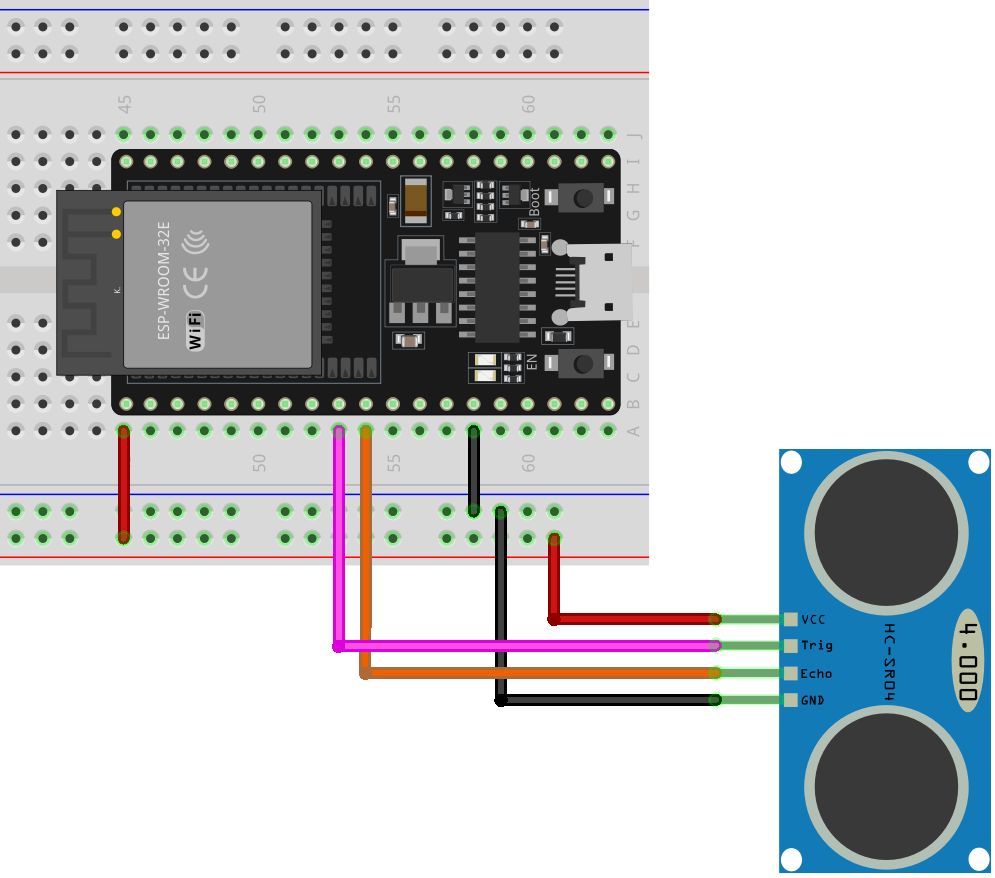 45
50
55
60
J
I
H
G
F
E
D
C
B
A
Boot
ESP-WROOM-32E
CE
WiFi
K.
EN
50
55
60
VCC
Trig
Echo
GND
HC-SR04
4.000